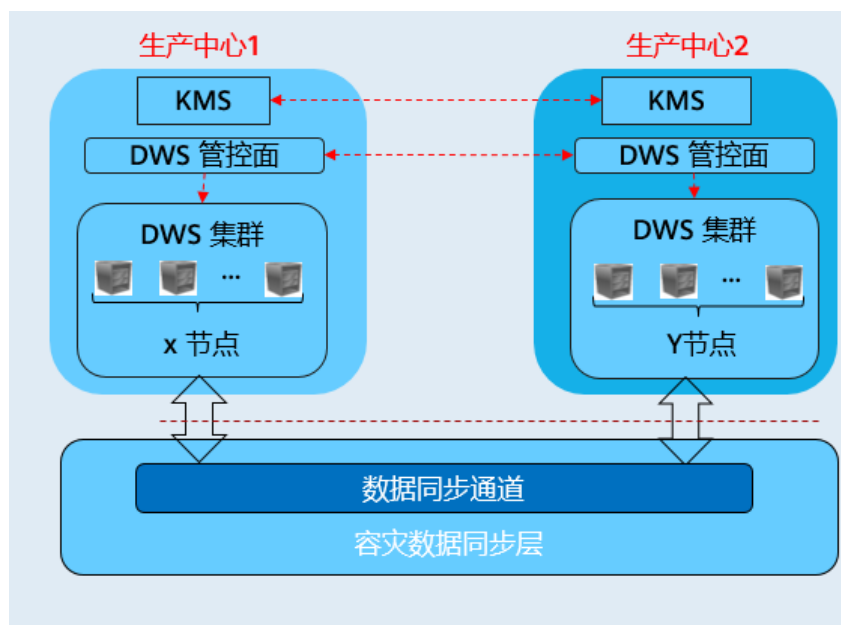 生产中心1
生产中心2
KMS
KMS
DWS 管控面
DWS 管控面
DWS 集群
DWS 集群
...
...
x 节点
Y节点
数据同步通道
容灾数据同步层